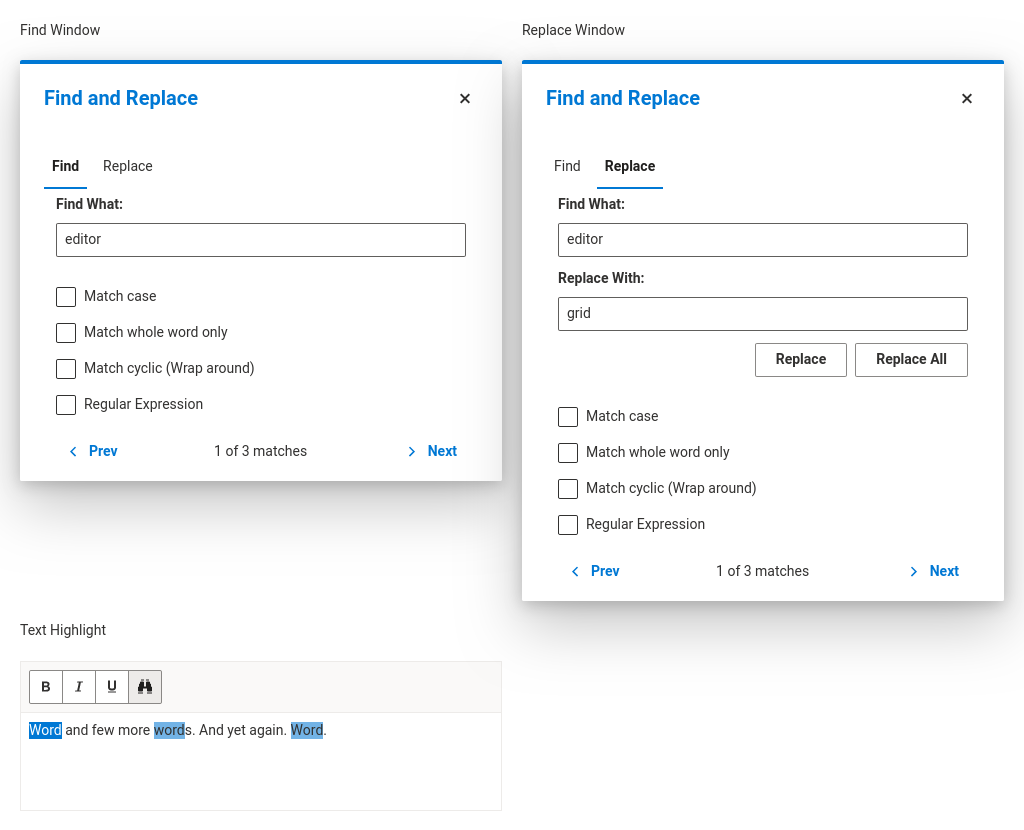 Find Window
Find and Replace
Find Replace
Find What:
editor
Match case
Match whole word only
Match cyclic (Wrap around)
Regular Expression
Prev 1 of 3 matches Next
Replace Window
Find and Replace
Find Replace
Find What:
editor
Replace With:
grid
Replace Replace All
Match case
Match whole word only
Match cyclic (Wrap around)
Regular Expression
Prev 1 of 3 matches Next
Text Highlight
B I U
Word and few more words. And yet again. Word.